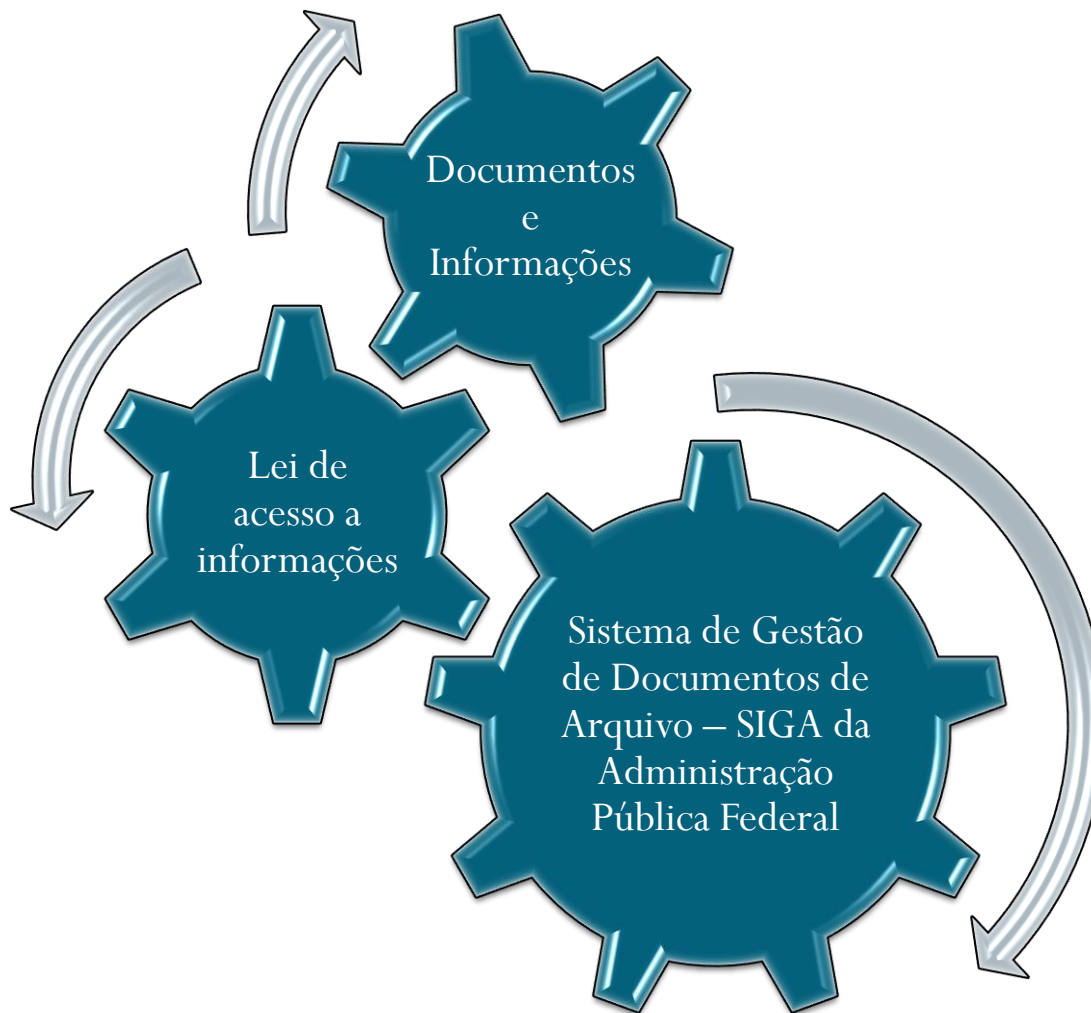 Documentos
e
Informações
Lei de
acesso a
informações
Sistema de Gestão
de Documentos de
Arquivo – SIGA da
Administração
Pública Federal